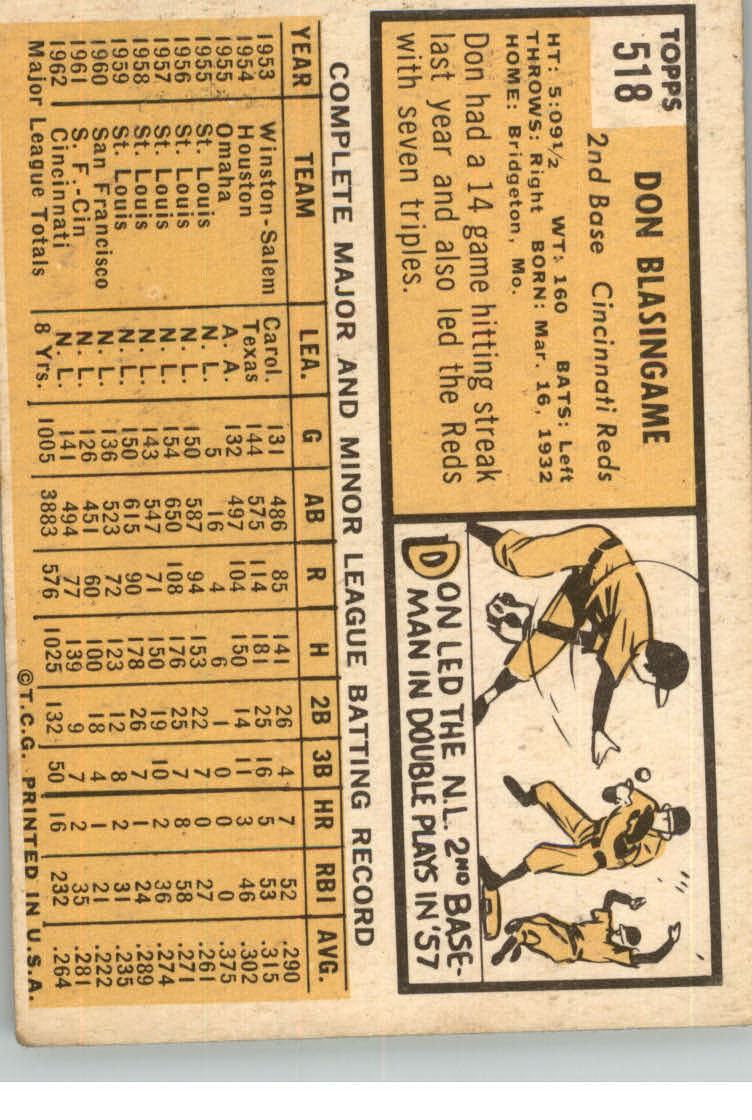 TOPPS
518
DON BLASINGAME
2nd Base Cincinnati Reds
HT: 5:09½ WT: 160 BATS: Left
THROWS: Right BORN: Mar. 16, 1932
HOME: Bridgeton, Mo.
Don had a 14 game hitting streak
last year and also led the Reds
with seven triples.
DON LED THE N.L. 2ND BASE-
MAN IN DOUBLE PLAYS IN '57
COMPLETE MAJOR AND MINOR LEAGUE BATTING RECORD
YEAR TEAM LEA. G AB R H 2B 3B HR RBI AVG.
1953 Winston-Salem Carol. 131 486 85 141 26 4 7 52 .290
1954 Houston Texas 144 575 114 181 25 16 5 53 .315
1955 Omaha A. A. 132 497 104 150 14 11 3 46 .302
1955 St. Louis N. L. 5 16 4 6 1 0 0 0 .375
1956 St. Louis N. L. 150 587 94 153 22 7 0 27 .261
1957 St. Louis N. L. 154 650 108 176 25 7 8 58 .271
1958 St. Louis N. L. 143 547 71 150 19 10 2 36 .274
1959 St. Louis N. L. 150 615 90 178 26 7 1 24 .289
1960 San Francisco N. L. 136 523 72 123 12 8 2 31 .235
1961 S. F.-Cin N. L. 126 451 60 100 18 4 1 21 .222
1962 Cincinnati N. L. 141 494 77 139 9 7 2 35 .281
Major League Totals 8 Yrs. 1005 3883 576 1025 132 50 16 232 .264
©T.C.G. PRINTED IN U.S.A.